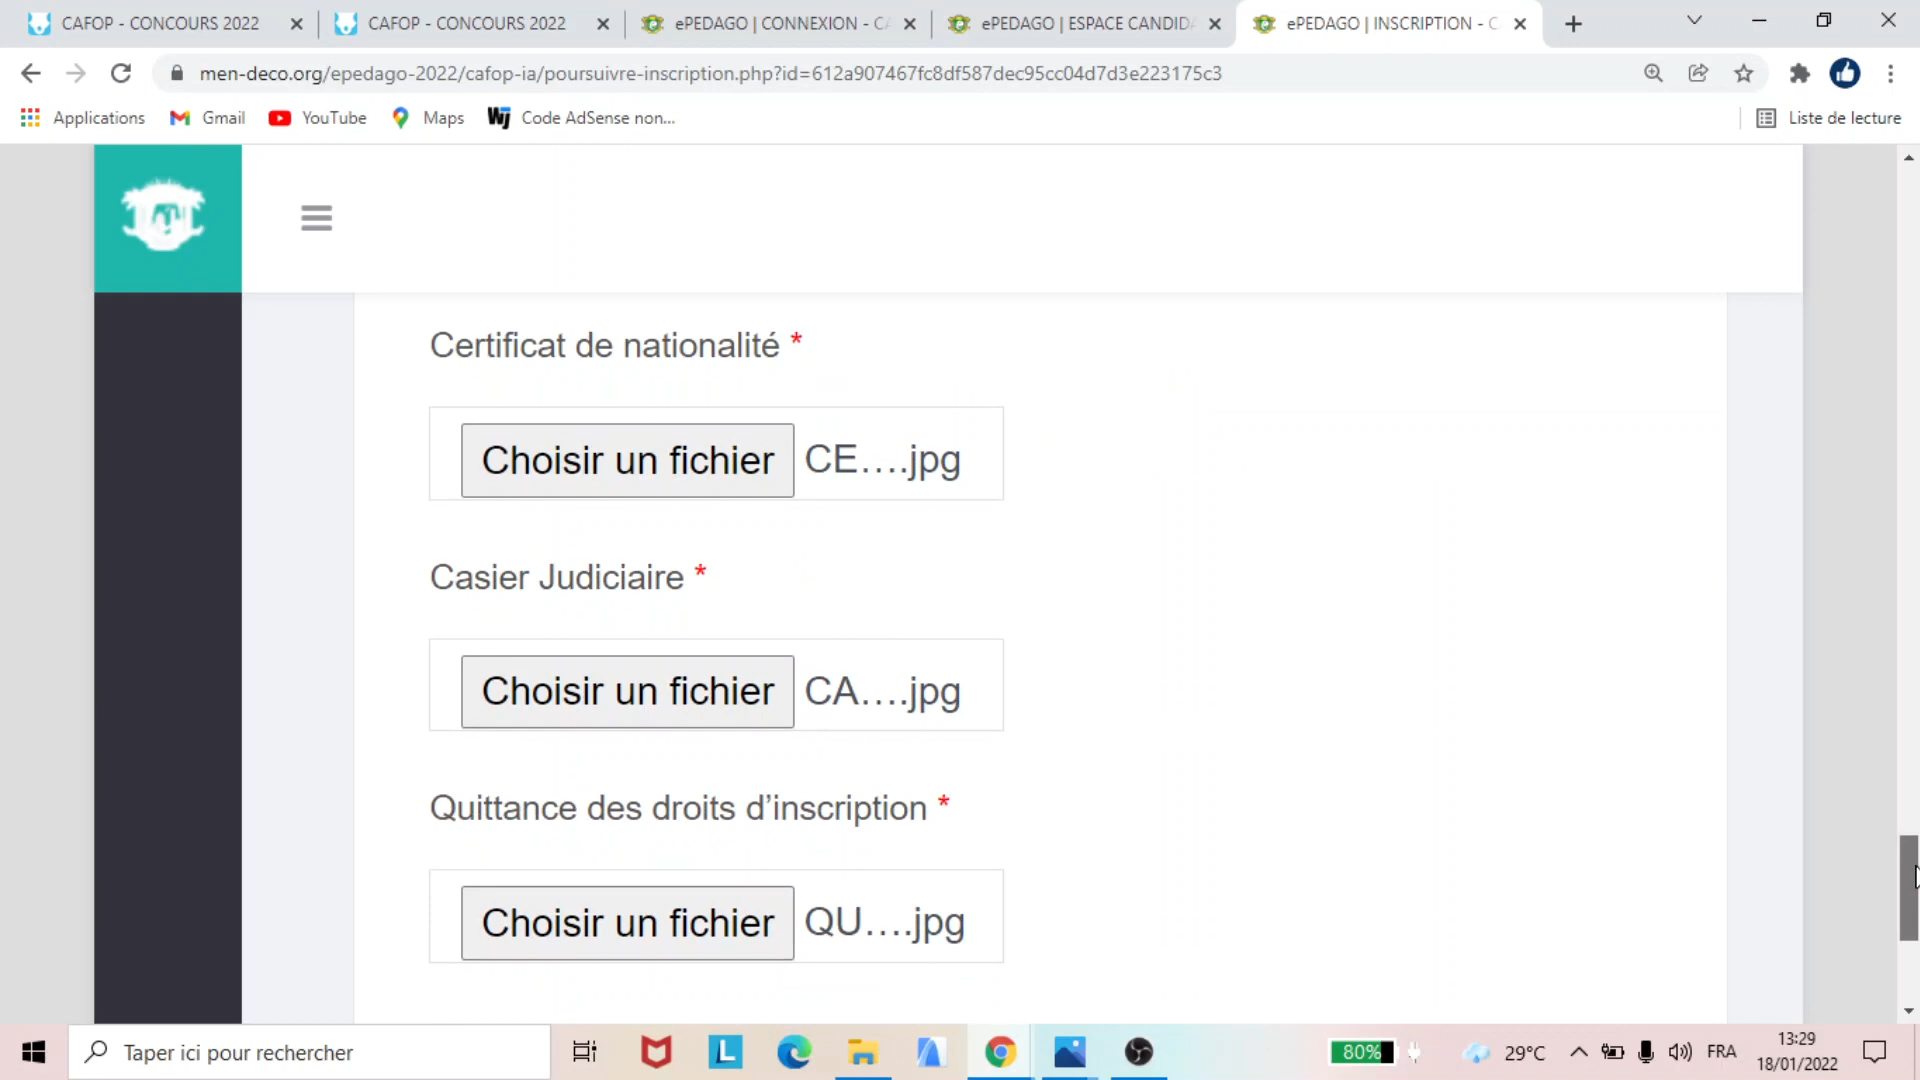 CAFOP - CONCOURS 2022
CAFOP - CONCOURS 2022
ePEDAGO | CONNEXION - CA
ePEDAGO | ESPACE CANDIDA
ePEDAGO | INSCRIPTION - C
men-deco.org/epedago-2022/cafop-ia/poursuivre-inscription.php?id=612a907467fc8df587dec95cc04d7d3e223175c3
Applications
Gmail
YouTube
Maps
Code AdSense non...
Liste de lecture
Certificat de nationalité *
Choisir un fichier CE….jpg
Casier Judiciaire *
Choisir un fichier CA….jpg
Quittance des droits d’inscription *
Choisir un fichier QU….jpg
Taper ici pour rechercher
80%
29°C
FRA
13:29
18/01/2022